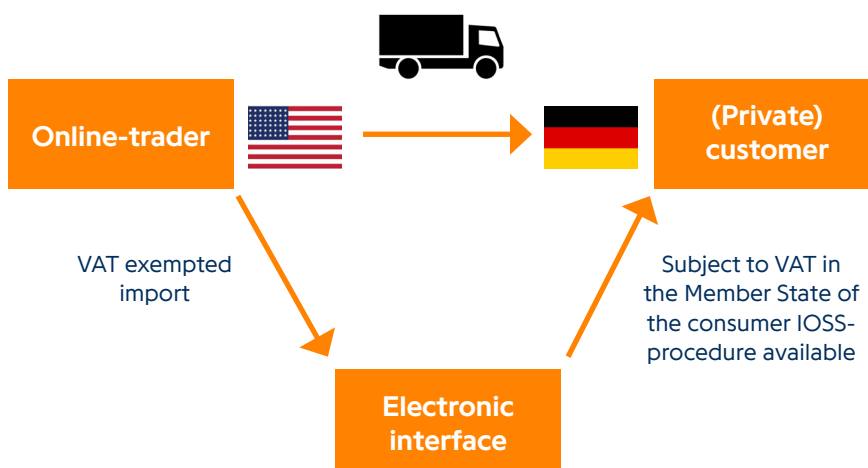 Online-trader
(Private)
customer
VAT exempted
import
Subject to VAT in
the Member State of
the consumer IOSS-
procedure available
Electronic
interface